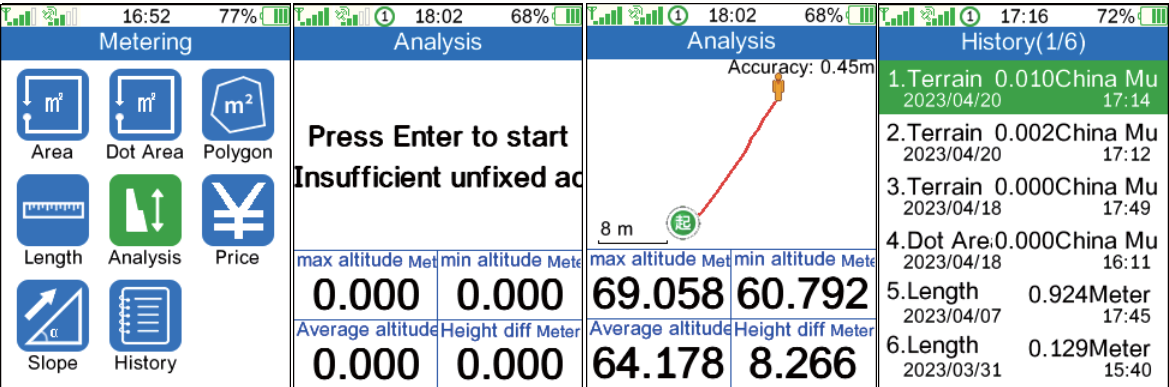 16:52 77%
Metering
m² m² m²
Area Dot Area Polygon
Length Analysis Price
α
Slope History
1 18:02 68%
Analysis
Press Enter to start
Insufficient unfixed ac
max altitude Met min altitude Mete
0.000 0.000
Average altitude Height diff Meter
0.000 0.000
1 18:02 68%
Analysis
Accuracy: 0.45m
起
8 m
max altitude Met min altitude Mete
69.058 60.792
Average altitude Height diff Meter
64.178 8.266
1 17:16 72%
History(1/6)
1.Terrain 0.010China Mu
2023/04/20 17:14
2.Terrain 0.002China Mu
2023/04/20 17:12
3.Terrain 0.000China Mu
2023/04/18 17:49
4.Dot Are 0.000China Mu
2023/04/18 16:11
5.Length 0.924Meter
2023/04/07 17:45
6.Length 0.129Meter
2023/03/31 15:40